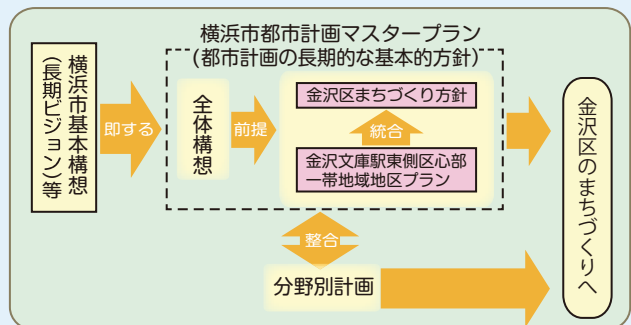 横浜市都市計画マスタープラン
(都市計画の長期的な基本的方針)
横浜市基本構想
(長期ビジョン)等
即する
全体構想
前提
金沢区まちづくり方針
統合
金沢文庫駅東側区心部
一帯地域地区プラン
整合
分野別計画
金沢区のまちづくりへ